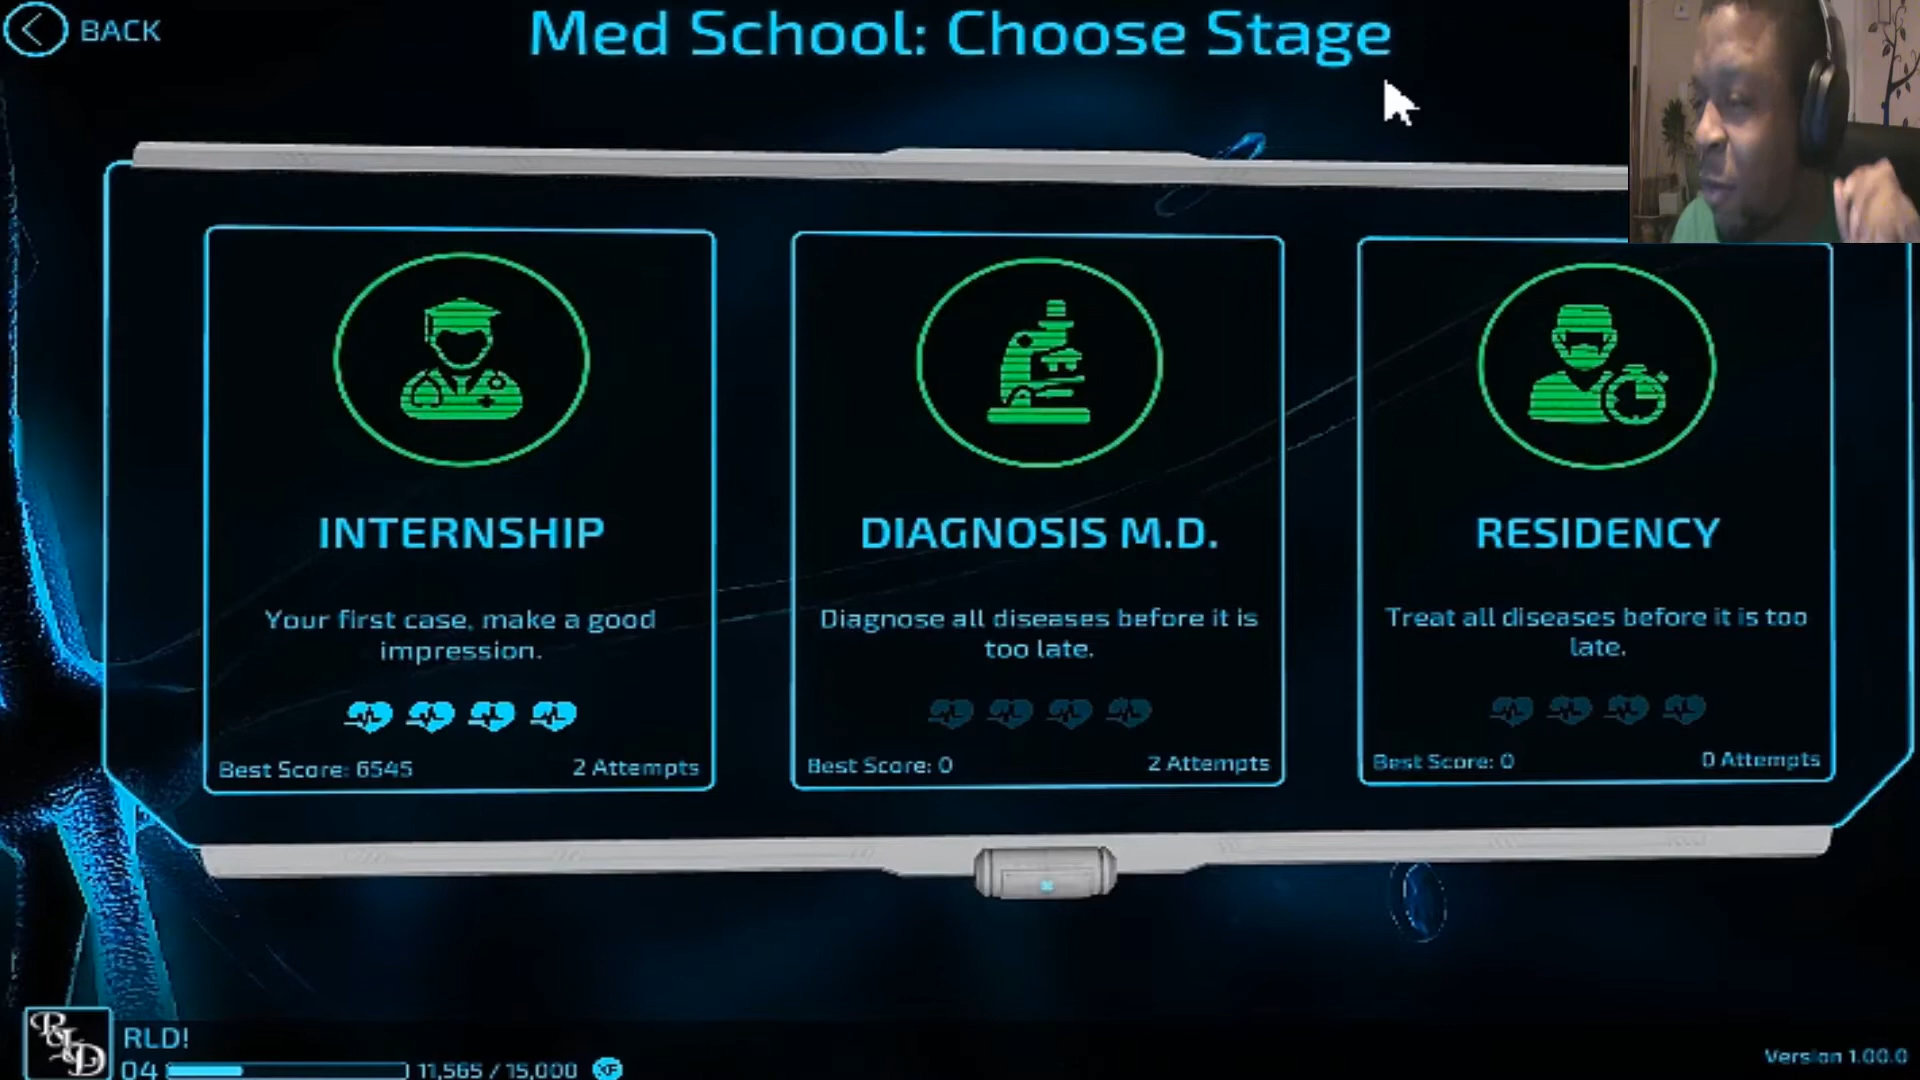 BACK
Med School: Choose Stage
INTERNSHIP
Your first case, make a good
impression.
Best Score: 6545
2 Attempts
DIAGNOSIS M.D.
Diagnose all diseases before it is
too late.
Best Score: 0
2 Attempts
RESIDENCY
Treat all diseases before it is too
late.
Best Score: 0
0 Attempts
RLD
RLD!
04
11,565 / 15,000
Version 1.00.0